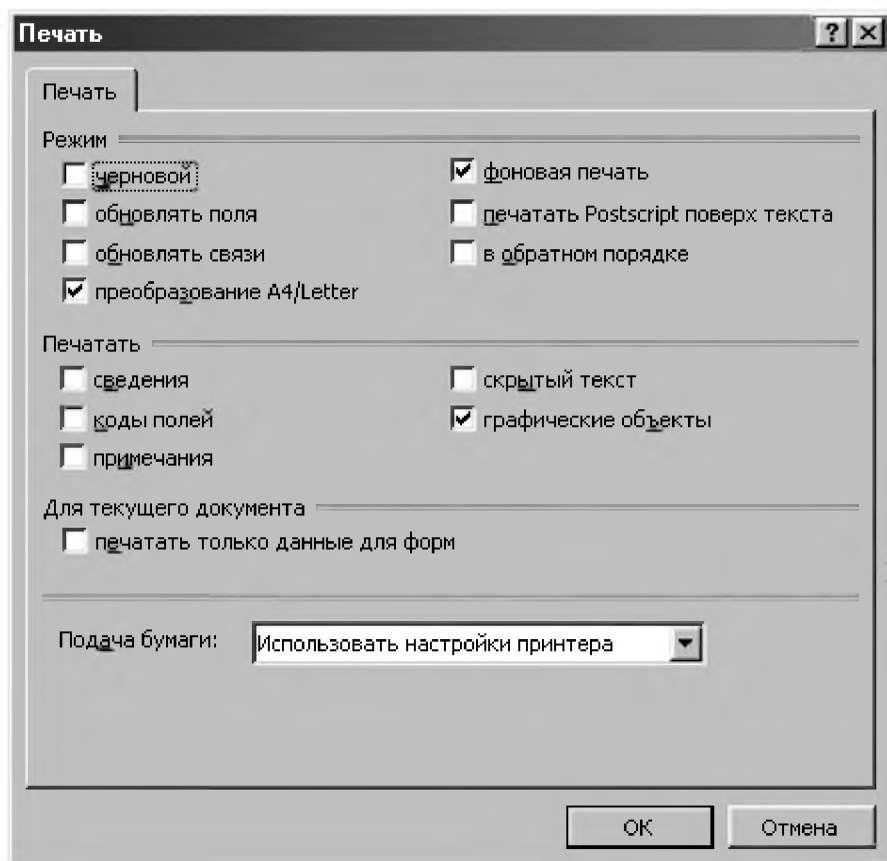 Печать
Печать
Режим
черновой
фоновая печать
обновлять поля
печатать Postscript поверх текста
обновлять связи
в обратном порядке
преобразование A4/Letter
Печатать
сведения
скрытый текст
коды полей
графические объекты
примечания
Для текущего документа
печатать только данные для форм
Подача бумаги:
Использовать настройки принтера
OK
Отмена